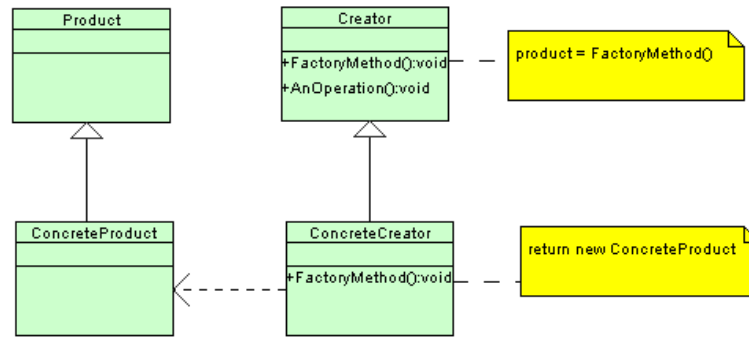 Product
Creator
+FactoryMethod():void
+AnOperation():void
product = FactoryMethod()
ConcreteProduct
ConcreteCreator
+FactoryMethod():void
return new ConcreteProduct